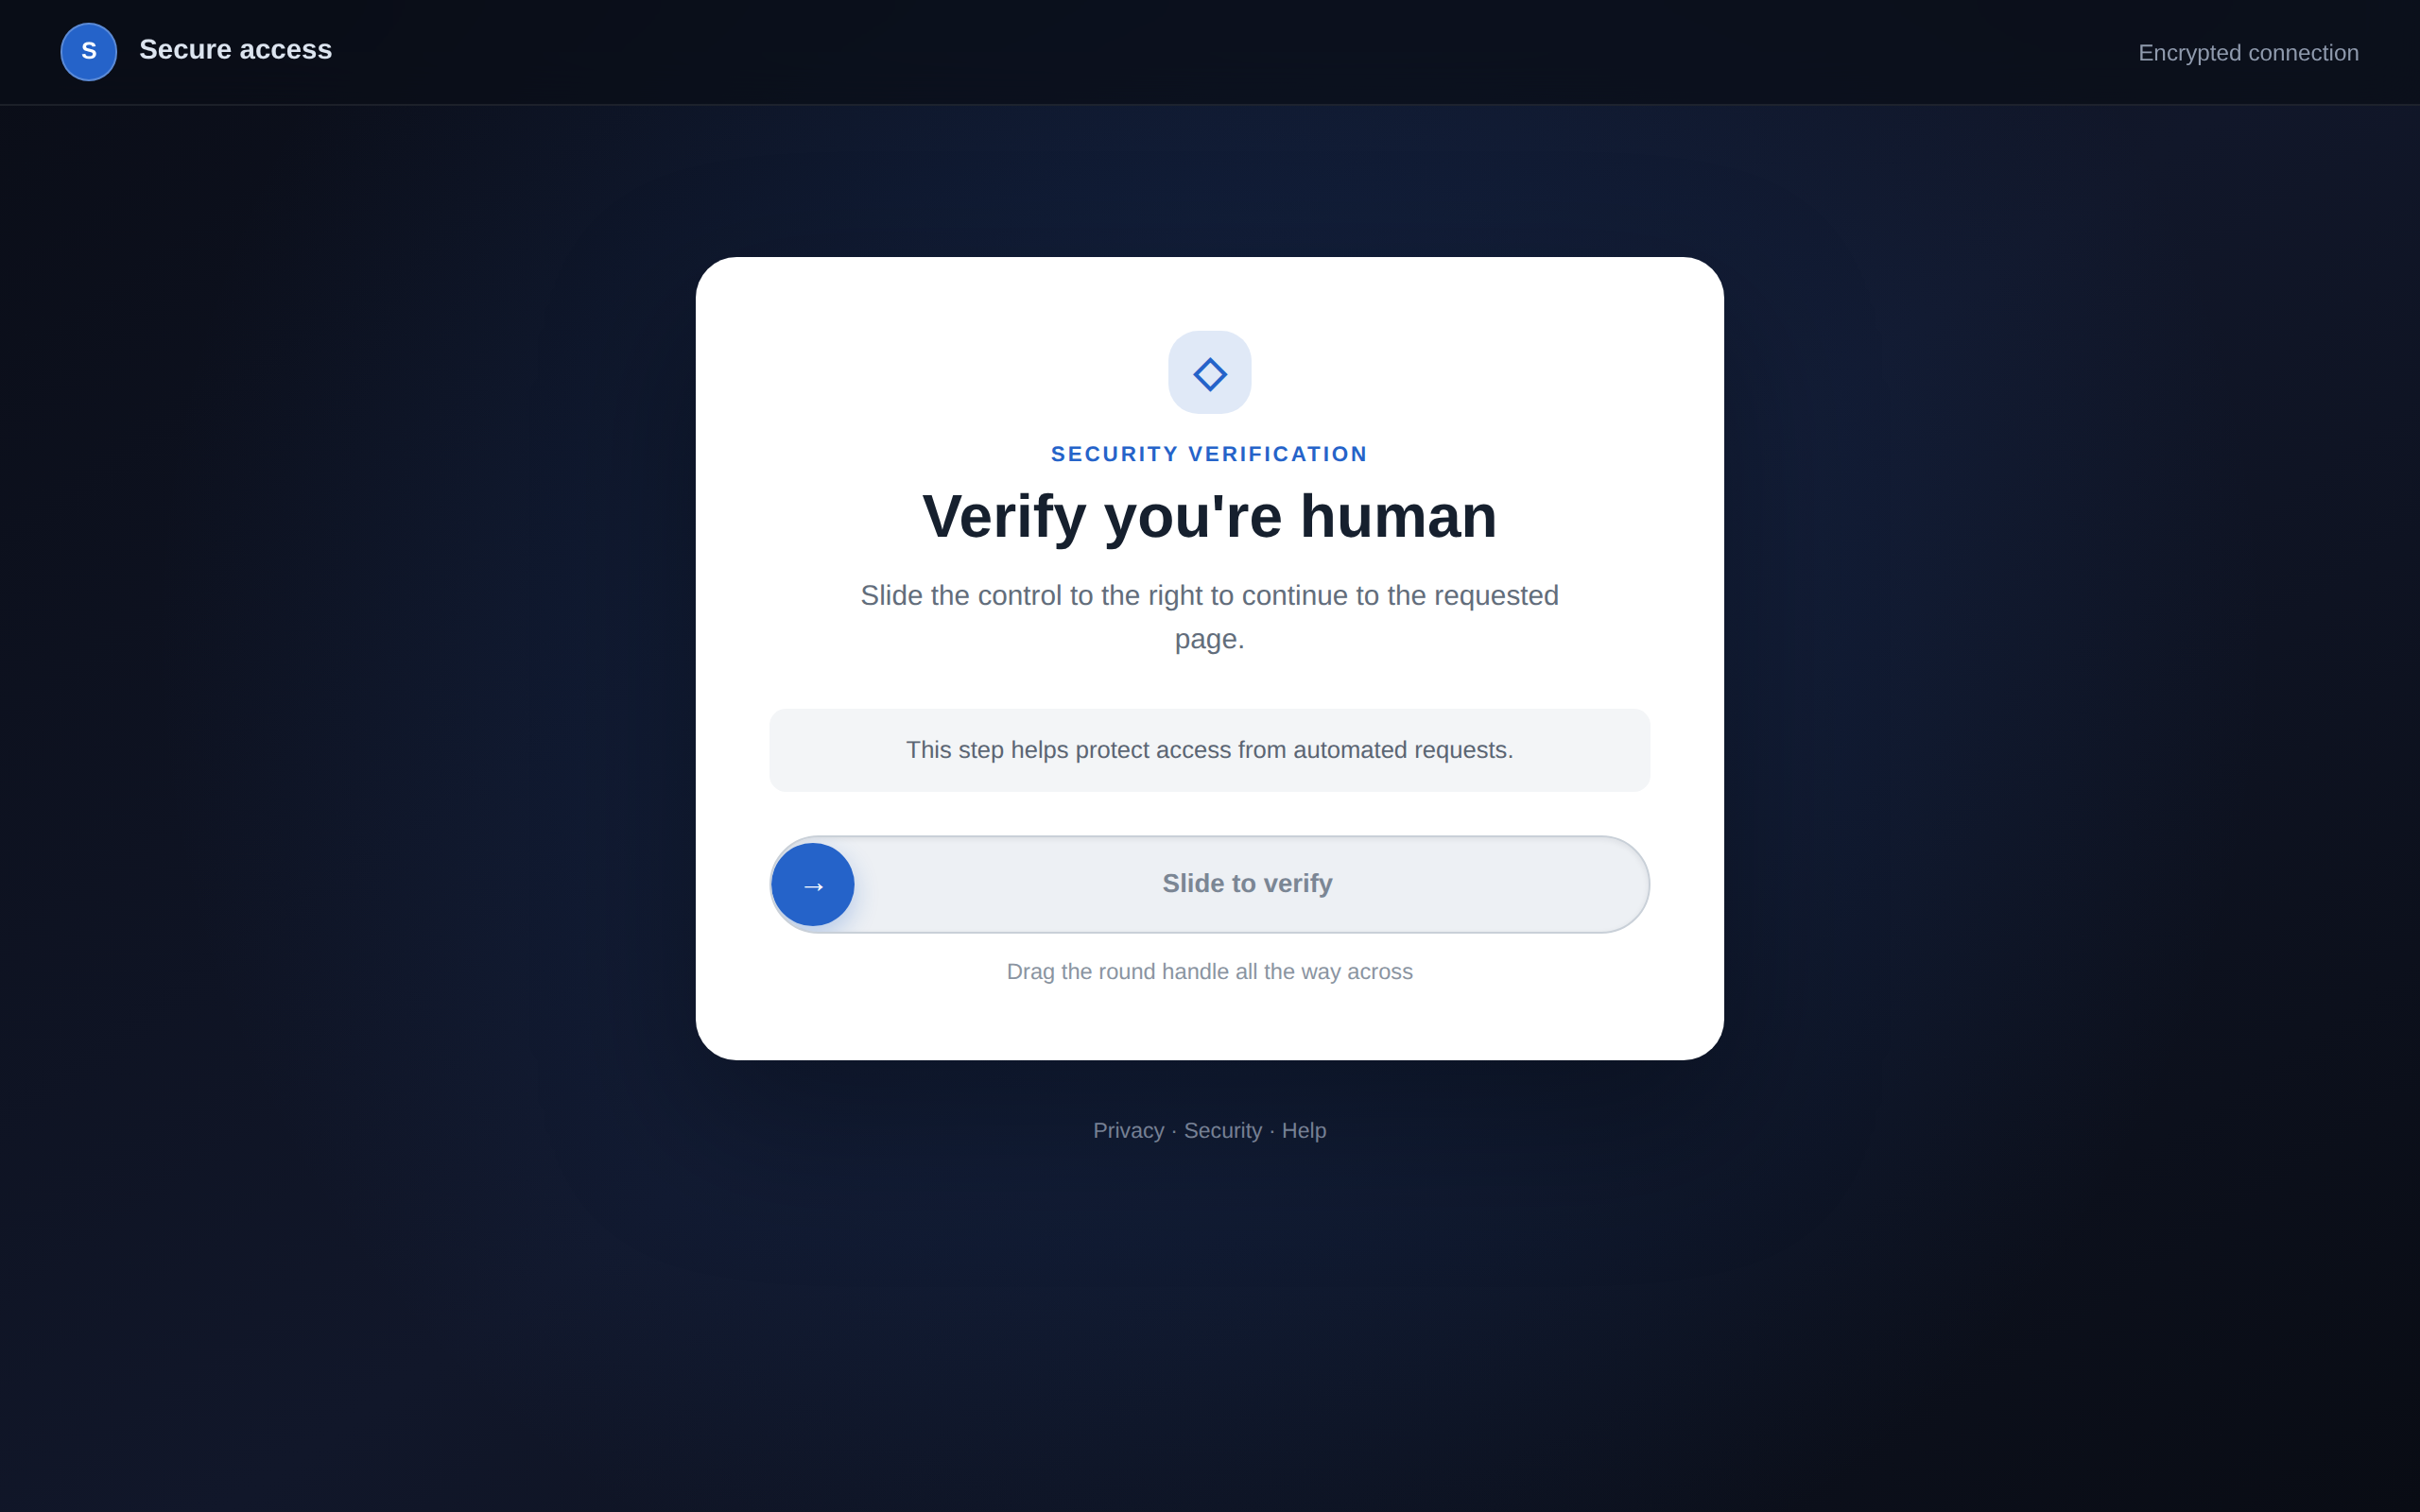 S
Secure access
Encrypted connection
SECURITY VERIFICATION
Verify you're human
Slide the control to the right to continue to the requested
page.
This step helps protect access from automated requests.
→
Slide to verify
Drag the round handle all the way across
Privacy · Security · Help